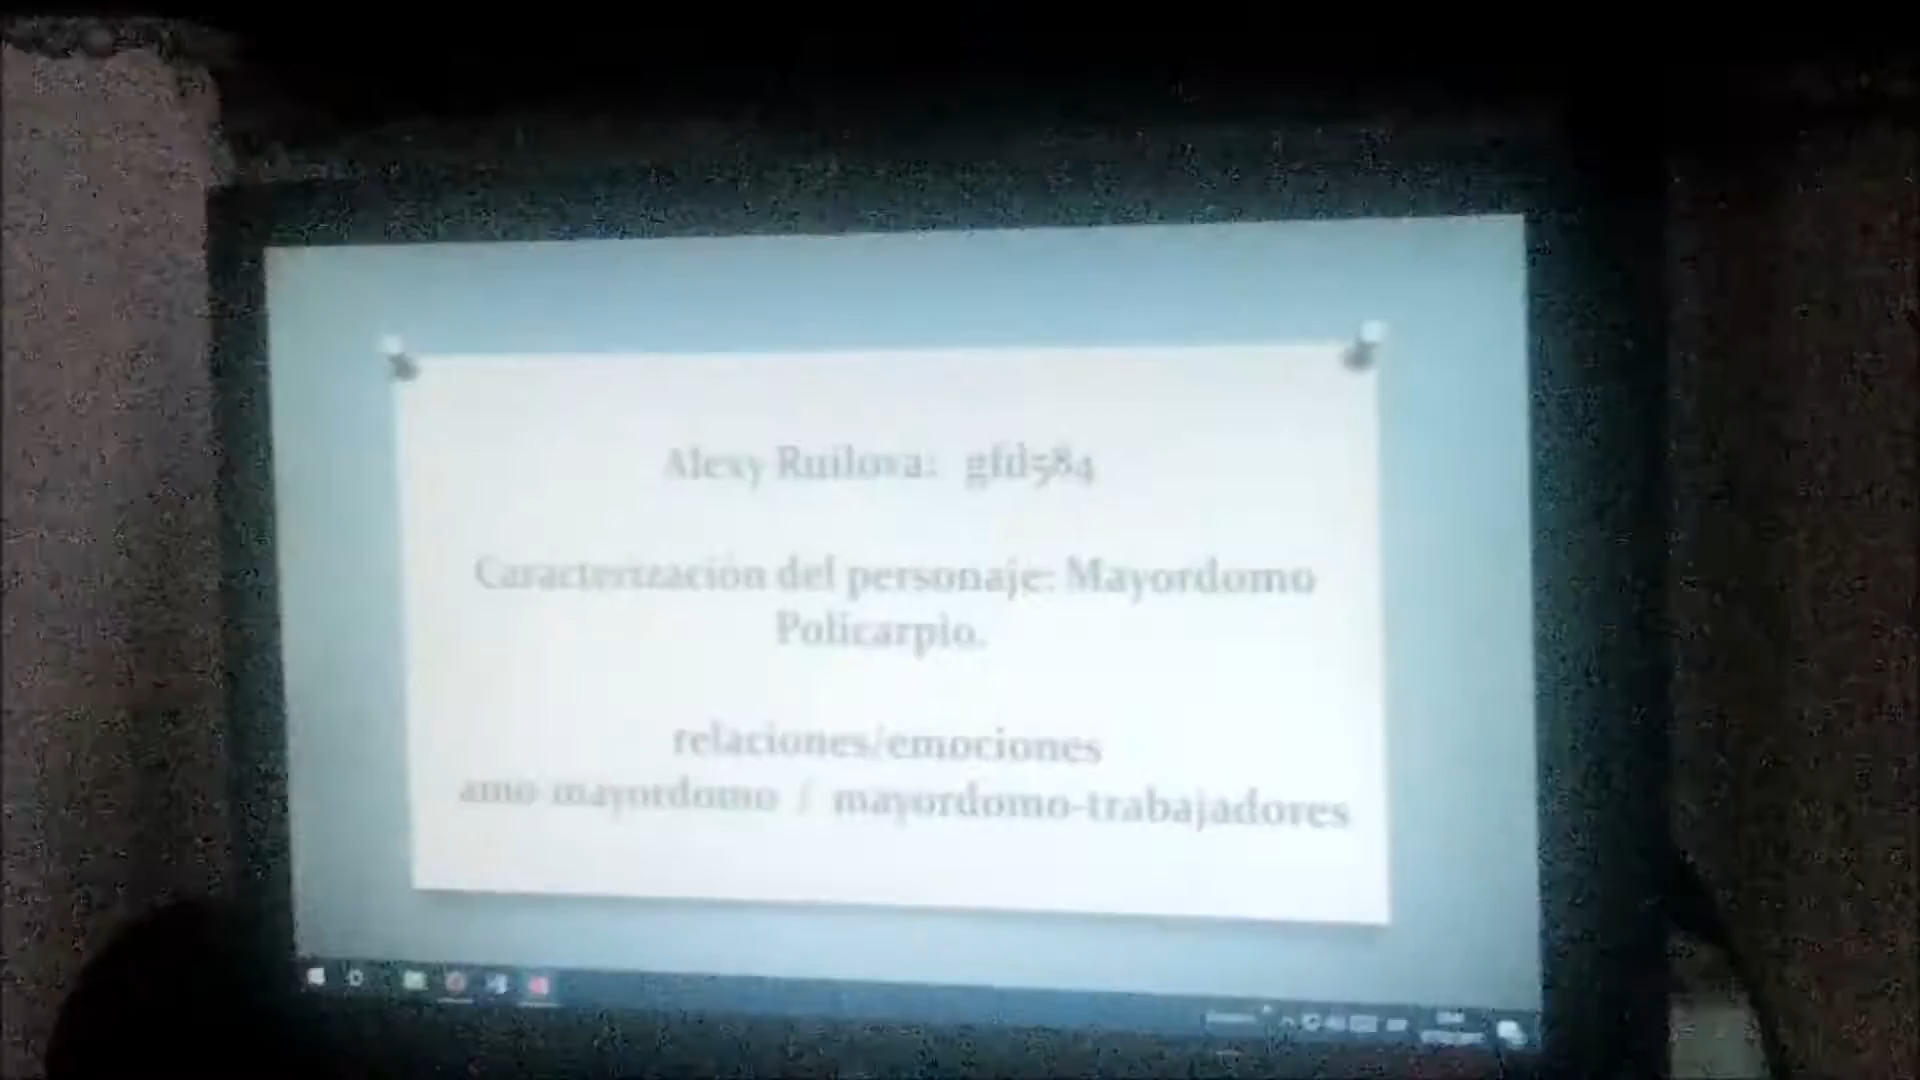 Alexy Ruilova: gfd584
Caracterización del personaje: Mayordomo
Policarpio.
relaciones/emociones
amo-mayordomo / mayordomo-trabajadores